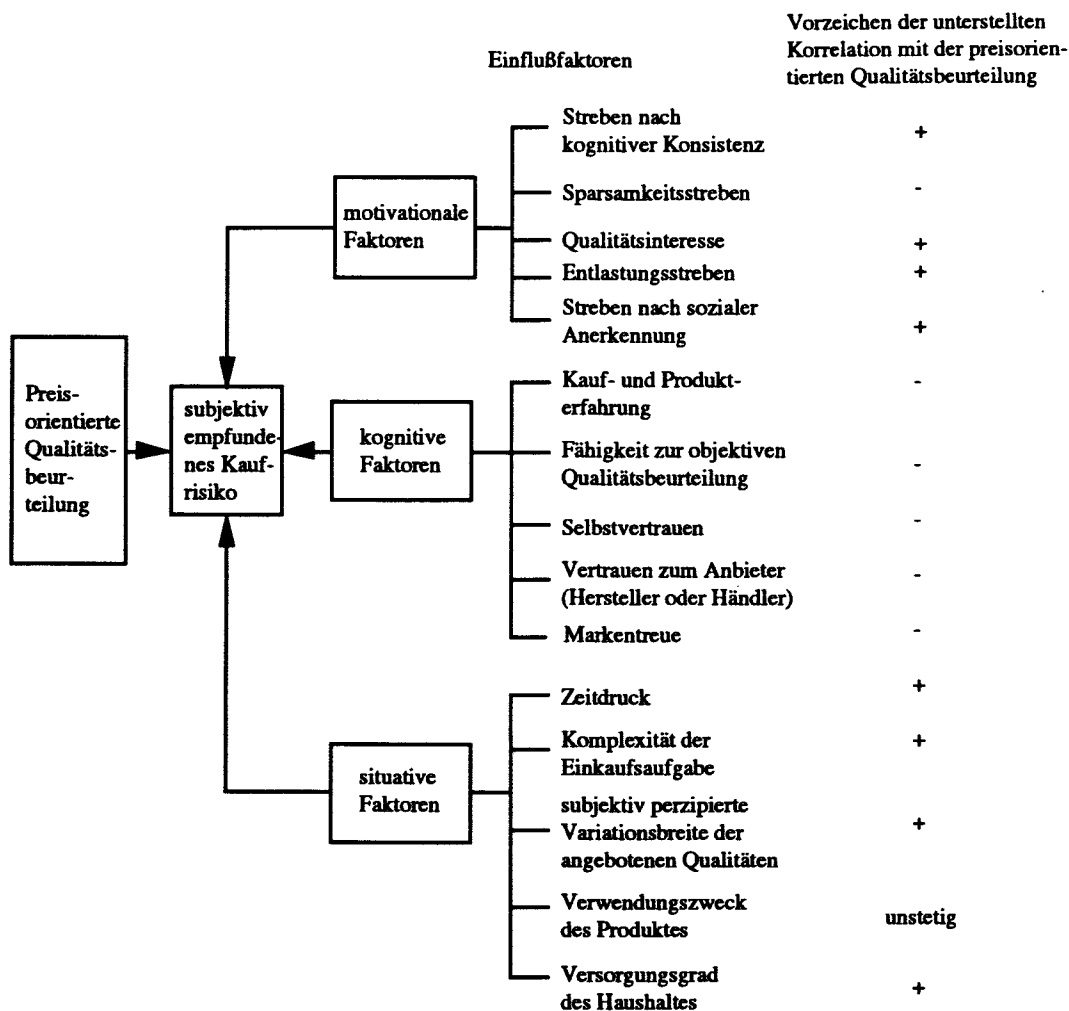 Einflußfaktoren
Vorzeichen der unterstellten
Korrelation mit der preisorien-
tierten Qualitätsbeurteilung
Preis-
orientierte
Qualitäts-
beur-
teilung
subjektiv
empfunde-
nes Kauf-
risiko
motivationale
Faktoren
Streben nach
kognitiver Konsistenz
+
Sparsamkeitsstreben
-
Qualitätsinteresse
+
Entlastungsstreben
+
Streben nach sozialer
Anerkennung
+
kognitive
Faktoren
Kauf- und Produkt-
erfahrung
-
Fähigkeit zur objektiven
Qualitätsbeurteilung
-
Selbstvertrauen
-
Vertrauen zum Anbieter
(Hersteller oder Händler)
-
Markentreue
-
situative
Faktoren
Zeitdruck
+
Komplexität der
Einkaufsaufgabe
+
subjektiv perzipierte
Variationsbreite der
angebotenen Qualitäten
+
Verwendungszweck
des Produktes
unstetig
Versorgungsgrad
des Haushaltes
+